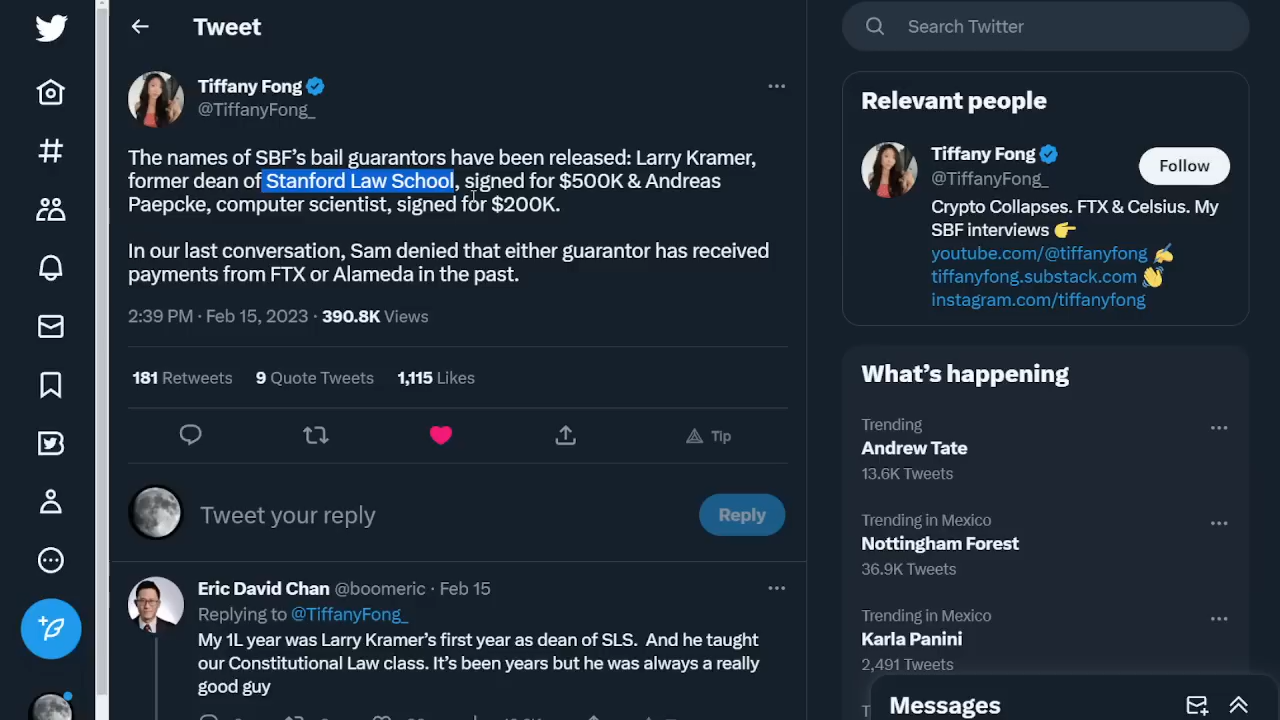 Tweet
Search Twitter
Tiffany Fong
@TiffanyFong_
The names of SBF’s bail guarantors have been released: Larry Kramer,
former dean of Stanford Law School, signed for $500K & Andreas
Paepcke, computer scientist, signed for $200K.
In our last conversation, Sam denied that either guarantor has received
payments from FTX or Alameda in the past.
2:39 PM · Feb 15, 2023 · 390.8K Views
181 Retweets 9 Quote Tweets 1,115 Likes
Tip
Tweet your reply
Reply
Eric David Chan @boomeric · Feb 15
Replying to @TiffanyFong_
My 1L year was Larry Kramer’s first year as dean of SLS. And he taught
our Constitutional Law class. It’s been years but he was always a really
good guy
Relevant people
Tiffany Fong
@TiffanyFong_
Follow
Crypto Collapses. FTX & Celsius. My
SBF interviews 👉
youtube.com/@tiffanyfong ✍️
tiffanyfong.substack.com 👋
instagram.com/tiffanyfong
What’s happening
Trending
Andrew Tate
13.6K Tweets
Trending in Mexico
Nottingham Forest
36.9K Tweets
Trending in Mexico
Karla Panini
2,491 Tweets
Messages